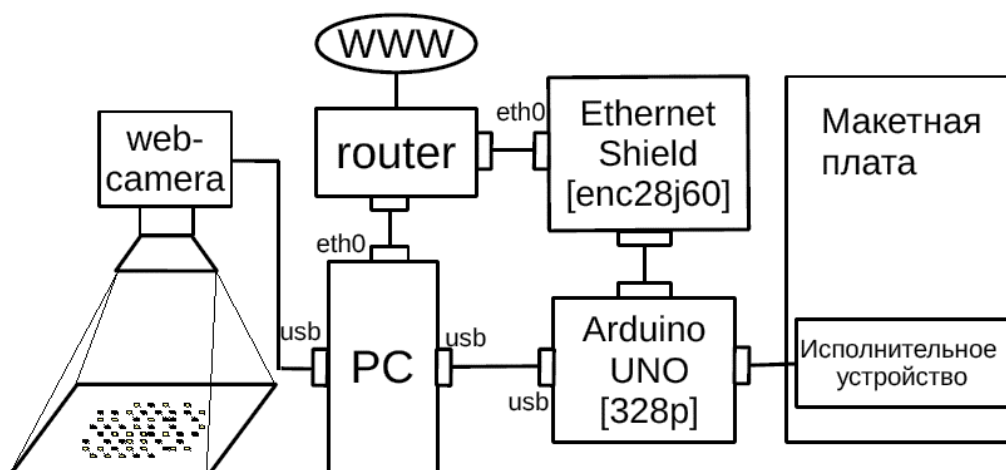 WWW
web-
camera
router
eth0
Ethernet
Shield
[enc28j60]
Макетная
плата
eth0
usb
PC
usb
usb
Arduino
UNO
[328p]
Исполнительное
устройство